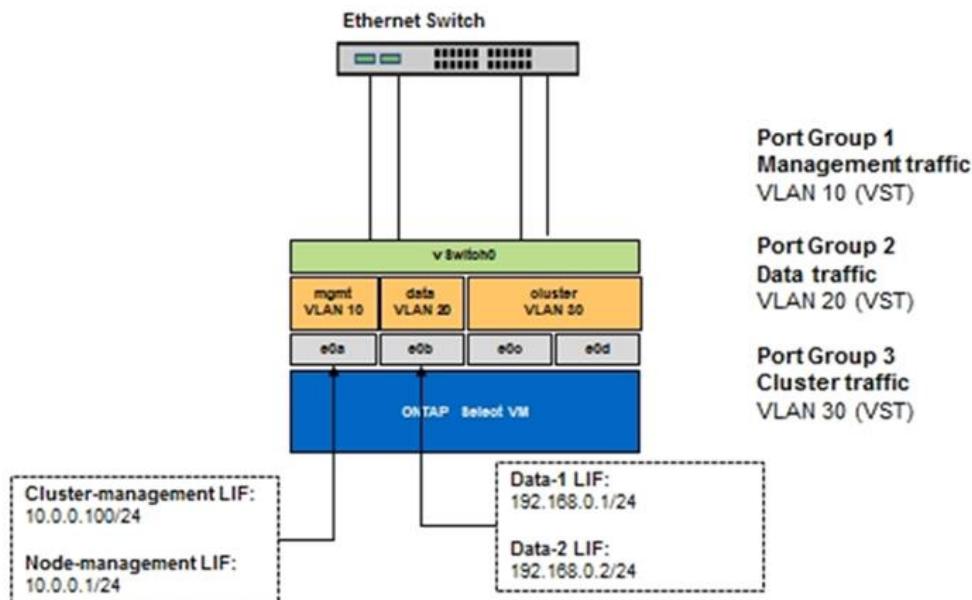 Ethernet Switch
Port Group 1
Management traffic
VLAN 10 (VST)
Port Group 2
Data traffic
VLAN 20 (VST)
Port Group 3
Cluster traffic
VLAN 30 (VST)
vSwitch0
mgmt
VLAN 10
data
VLAN 20
cluster
VLAN 30
e0a
e0b
e0c
e0d
ONTAP Select VM
Cluster-management LIF:
10.0.0.100/24
Node-management LIF:
10.0.0.1/24
Data-1 LIF:
192.168.0.1/24
Data-2 LIF:
192.168.0.2/24